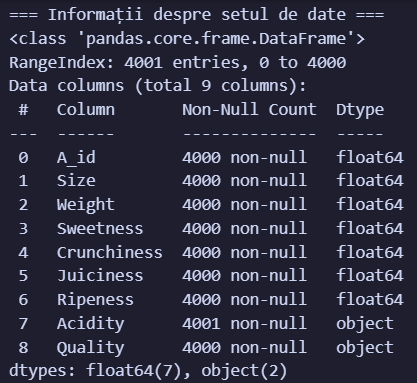 === Informații despre setul de date ===
<class 'pandas.core.frame.DataFrame'>
RangeIndex: 4001 entries, 0 to 4000
Data columns (total 9 columns):
 #   Column       Non-Null Count  Dtype
---  ------       --------------  -----
 0   A_id         4000 non-null   float64
 1   Size         4000 non-null   float64
 2   Weight       4000 non-null   float64
 3   Sweetness    4000 non-null   float64
 4   Crunchiness  4000 non-null   float64
 5   Juiciness    4000 non-null   float64
 6   Ripeness     4000 non-null   float64
 7   Acidity      4001 non-null   object
 8   Quality      4000 non-null   object
dtypes: float64(7), object(2)